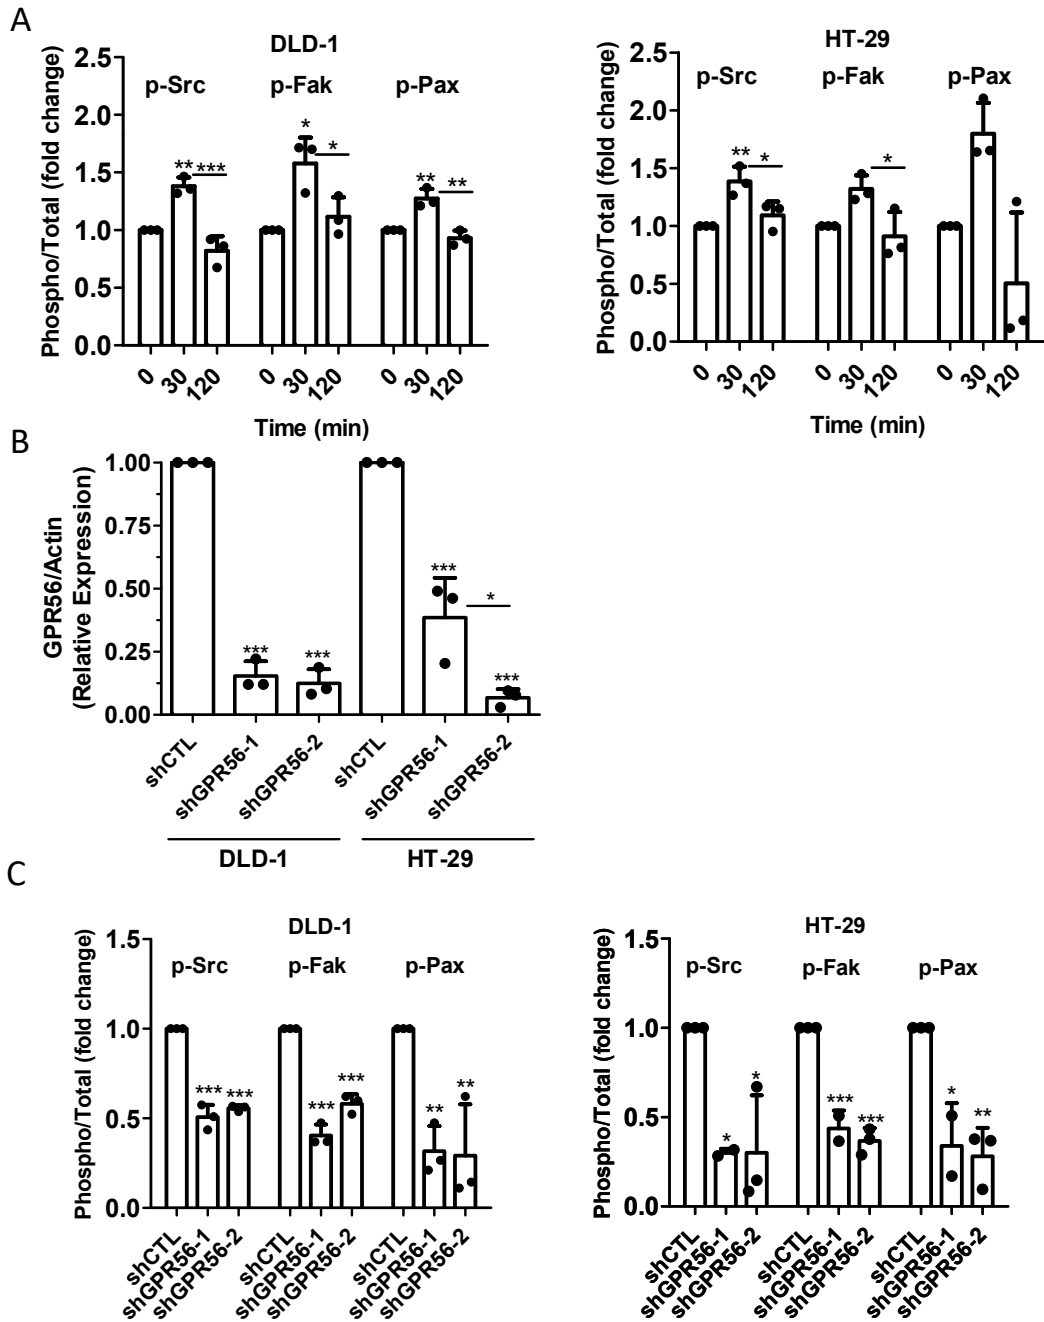 A
DLD-1
p-Src p-Fak p-Pax
Phospho/Total (fold change)
2.5
2.0
1.5
1.0
0.5
0.0
** *** * * ** **
0 30 120 0 30 120 0 30 120
Time (min)
HT-29
p-Src p-Fak p-Pax
Phospho/Total (fold change)
2.5
2.0
1.5
1.0
0.5
0.0
** * *
0 30 120 0 30 120 0 30 120
Time (min)
B
GPR56/Actin
(Relative Expression)
1.00
0.75
0.50
0.25
0.00
*** *** *** * ***
shCTL shGPR56-1 shGPR56-2 shCTL shGPR56-1 shGPR56-2
DLD-1 HT-29
C
DLD-1
p-Src p-Fak p-Pax
Phospho/Total (fold change)
1.5
1.0
0.5
0.0
*** *** *** *** ** **
shCTL shGPR56-1 shGPR56-2 shCTL shGPR56-1 shGPR56-2 shCTL shGPR56-1 shGPR56-2
HT-29
p-Src p-Fak p-Pax
Phospho/Total (fold change)
1.5
1.0
0.5
0.0
* * *** *** * **
shCTL shGPR56-1 shGPR56-2 shCTL shGPR56-1 shGPR56-2 shCTL shGPR56-1 shGPR56-2